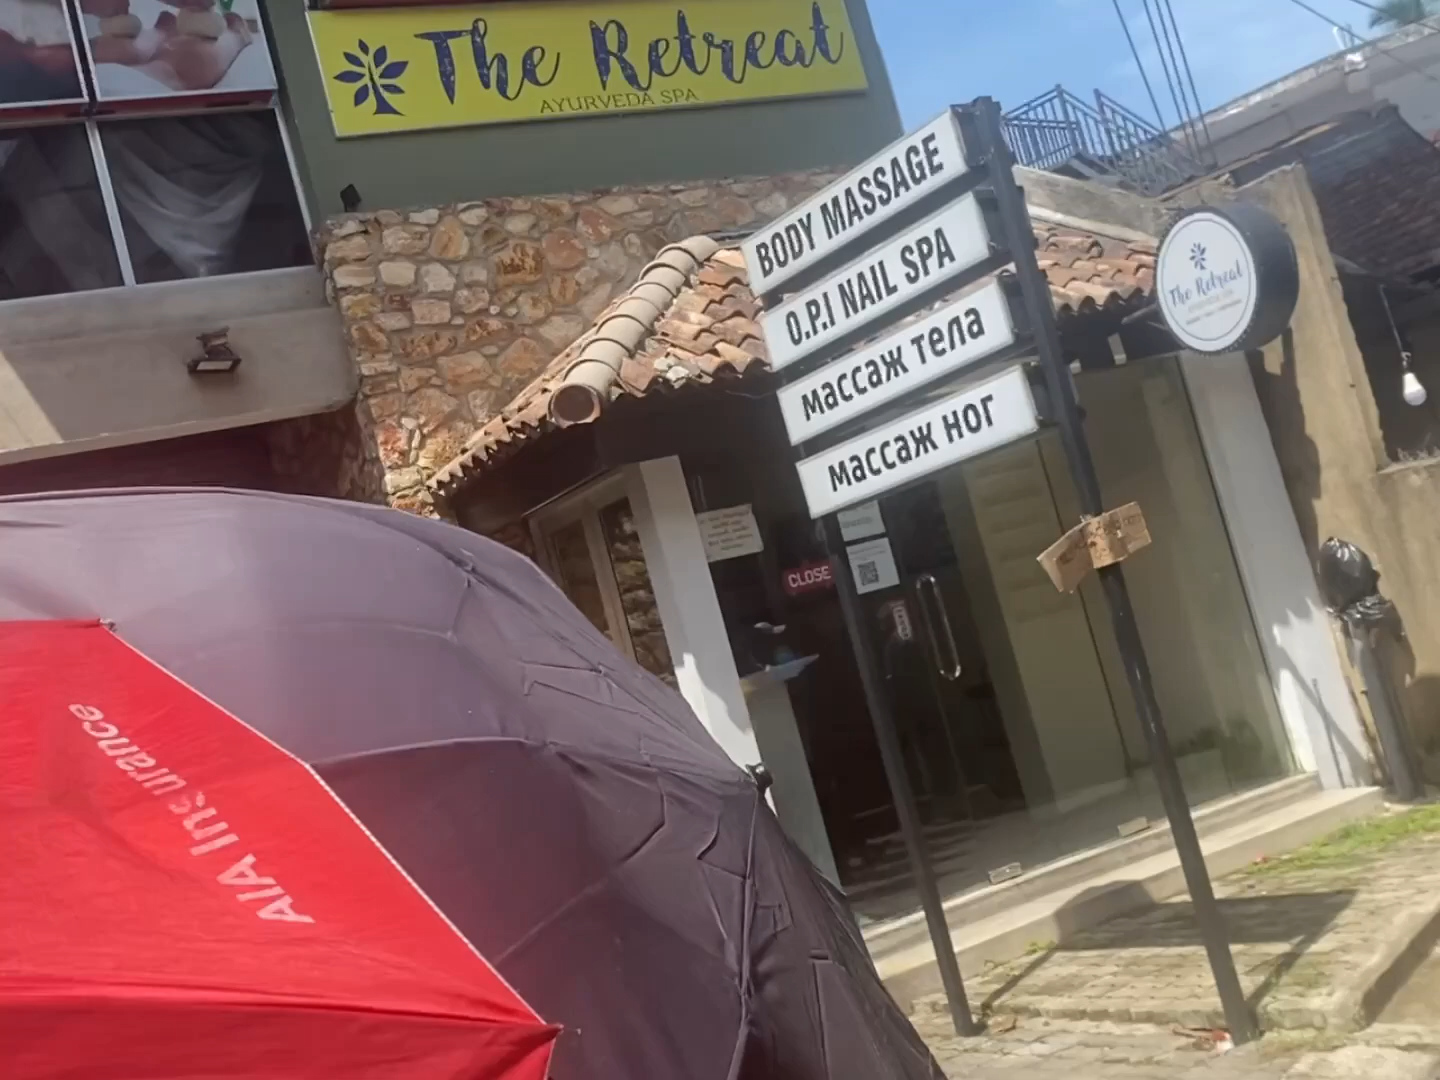 The Retreat
AYURVEDA SPA
BODY MASSAGE
O.P.I NAIL SPA
массаж тела
массаж ног
The Retreat
CLOSE
AIA Insurance